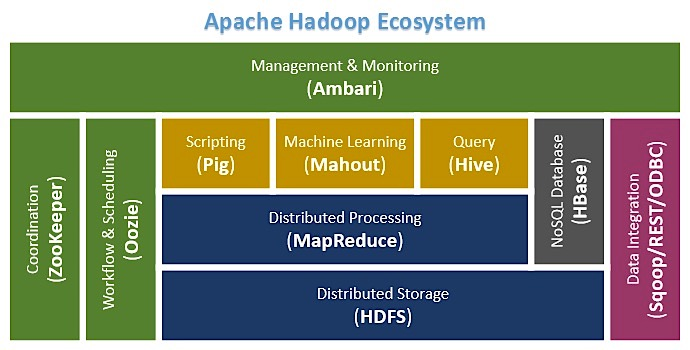 Apache Hadoop Ecosystem
Management & Monitoring
(Ambari)
Coordination
(ZooKeeper)
Workflow & Scheduling
(Oozie)
Scripting
(Pig)
Machine Learning
(Mahout)
Query
(Hive)
Distributed Processing
(MapReduce)
Distributed Storage
(HDFS)
NoSQL Database
(HBase)
Data Integration
(Sqoop/REST/ODBC)